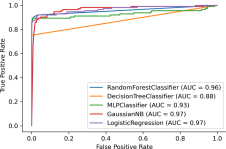 1.0
0.8
0.6
0.4
0.2
0.0
True Positive Rate
RandomForestClassifier (AUC = 0.96)
DecisionTreeClassifier (AUC = 0.88)
MLPClassifier (AUC = 0.93)
GaussianNB (AUC = 0.97)
LogisticRegression (AUC = 0.97)
0.0 0.2 0.4 0.6 0.8 1.0
False Positive Rate